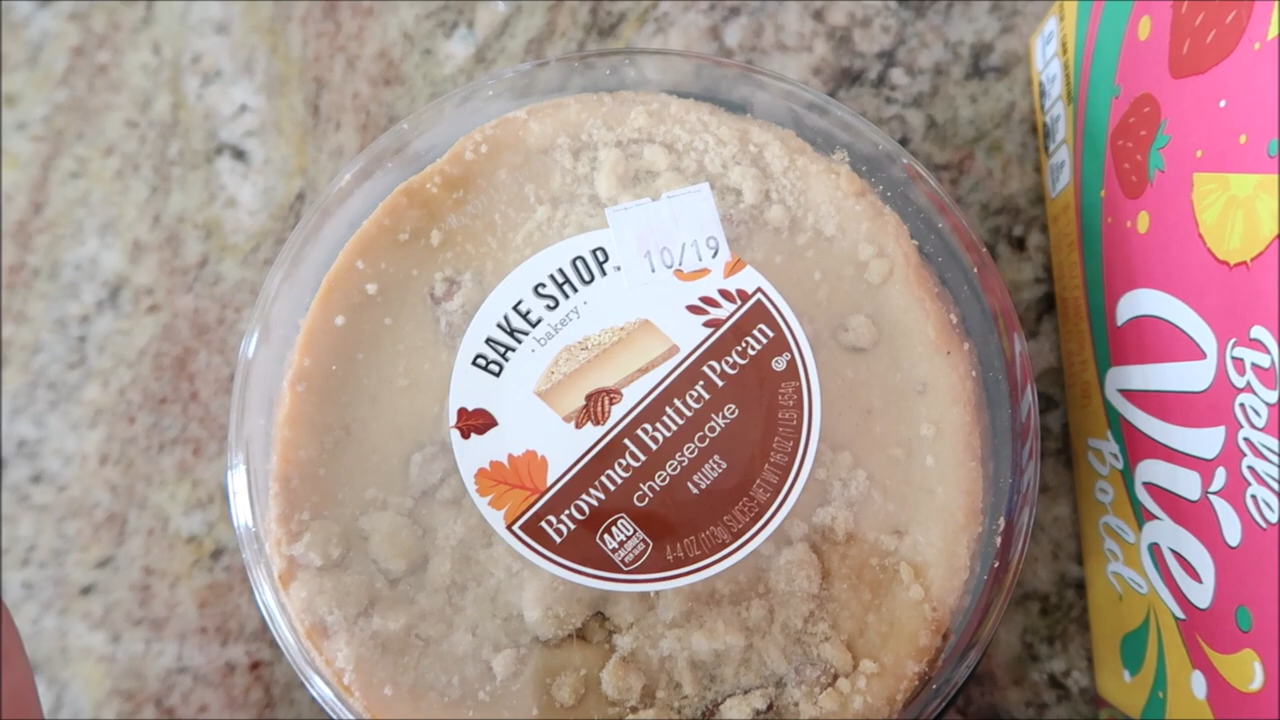 10/19
BAKE SHOP
· bakery ·
Browned Butter Pecan
cheesecake
4 SLICES
440
CALORIES
PER SLICE
4-4 OZ (113g) SLICES-NET WT 16 OZ (1 LB) 454g
Belle
Vie
Bold